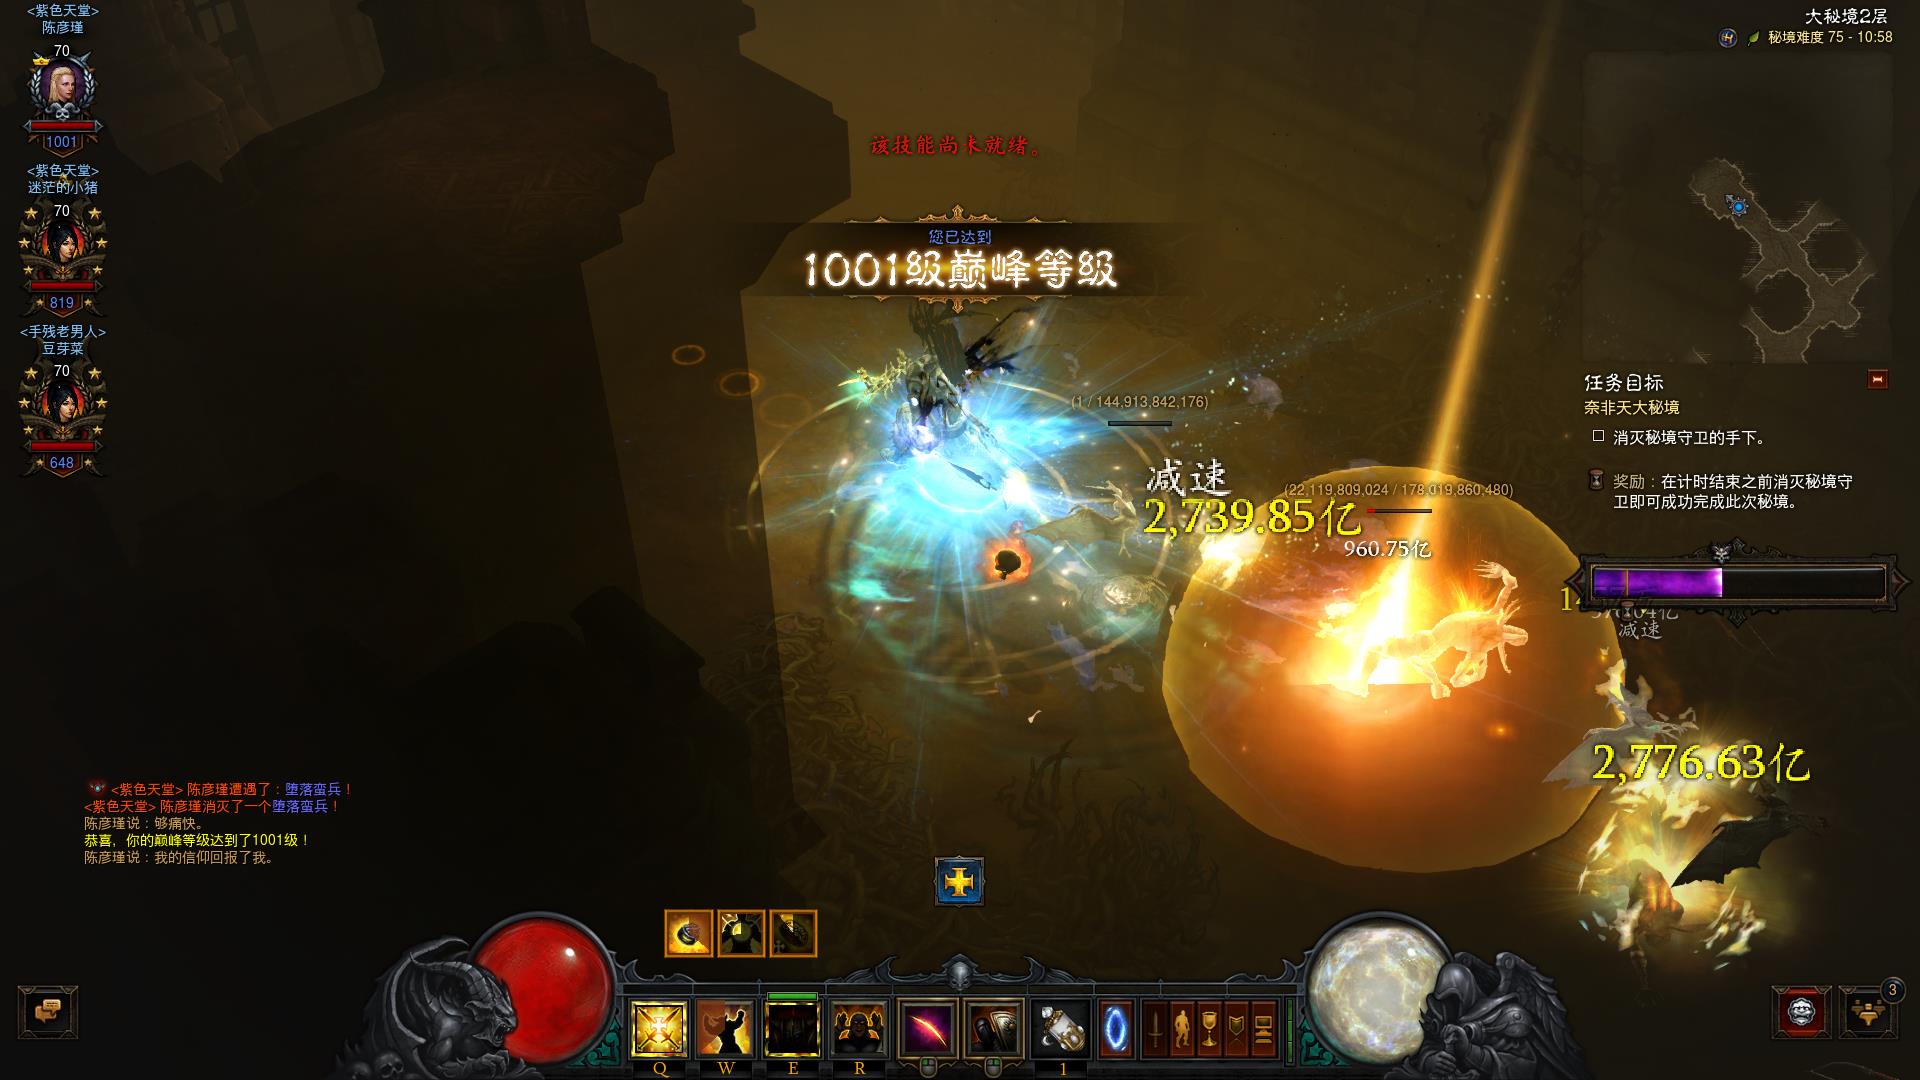 <紫色天堂>
陈彦瑾
70
1001
<紫色天堂>
迷茫的小猪
70
819
<手残老男人>
豆芽菜
70
648
大秘境2层
秘境难度 75 - 10:58
该技能尚未就绪。
您已达到
1001级巅峰等级
(1 / 144,913,842,176)
减速
2,739.85亿
(22,119,809,024 / 178,019,860,480)
960.75亿
任务目标
奈非天大秘境
消灭秘境守卫的手下。
奖励：在计时结束之前消灭秘境守
卫即可成功完成此次秘境。
减速
2,776.63亿
<紫色天堂> 陈彦瑾遭遇了：堕落蛮兵！
<紫色天堂> 陈彦瑾消灭了一个堕落蛮兵！
陈彦瑾说：够痛快。
恭喜，你的巅峰等级达到了1001级！
陈彦瑾说：我的信仰回报了我。
Q
W
E
R
1
3